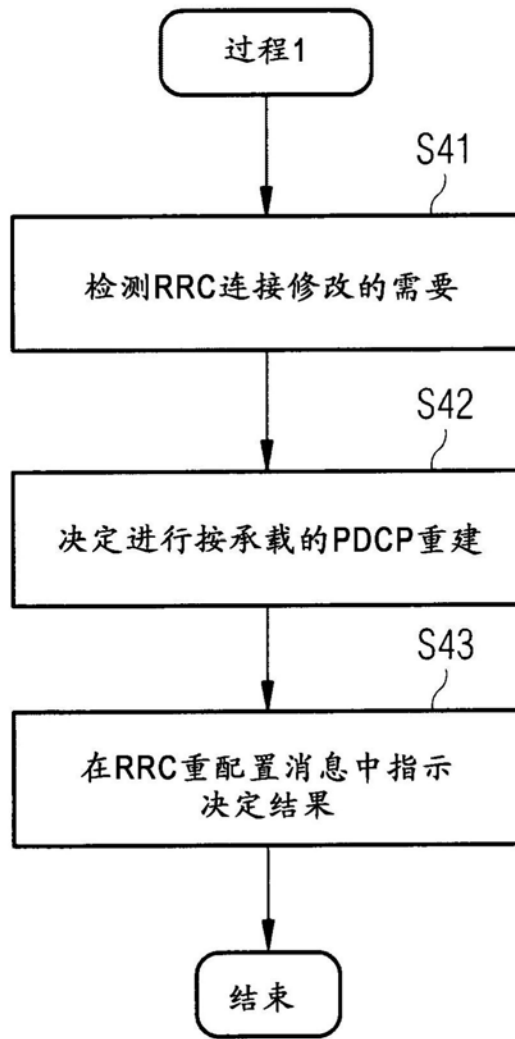 过程1
S41
检测RRC连接修改的需要
S42
决定进行按承载的PDCP重建
S43
在RRC重配置消息中指示
决定结果
结束